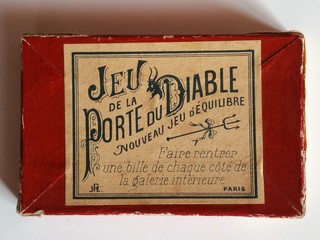 JEU
DE LA
PORTE DU DIABLE
NOUVEAU JEU D'ÉQUILIBRE
Faire rentrer
une bille de chaque côté de
la galerie intérieure
PARIS